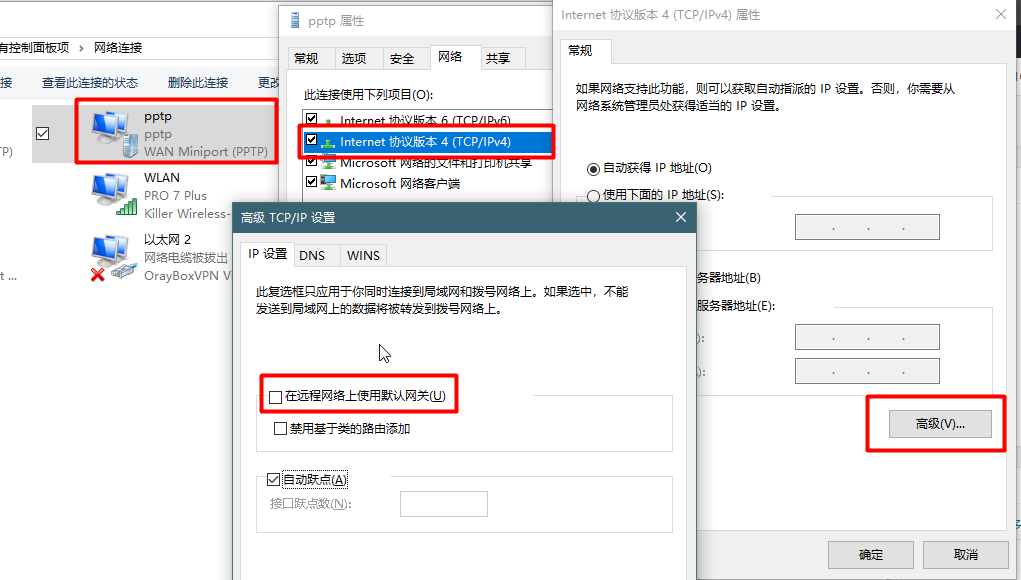 有控制面板项 › 网络连接
接 查看此连接的状态 删除此连接 更改
TP)
pptp
pptp
WAN Miniport (PPTP)
WLAN
PRO 7 Plus
Killer Wireless-
以太网 2
网络电缆被拔出
OrayBoxVPN V
t ...
pptp 属性
常规 选项 安全 网络 共享
此连接使用下列项目(O):
Internet 协议版本 6 (TCP/IPv6)
Internet 协议版本 4 (TCP/IPv4)
Microsoft 网络的文件和打印机共享
Microsoft 网络客户端
Internet 协议版本 4 (TCP/IPv4) 属性
常规
如果网络支持此功能，则可以获取自动指派的 IP 设置。否则，你需要从
网络系统管理员处获得适当的 IP 设置。
自动获得 IP 地址(O)
使用下面的 IP 地址(S):
务器地址(B)
服务器地址(E):
):
):
高级(V)...
确定 取消
高级 TCP/IP 设置
IP 设置 DNS WINS
此复选框只应用于你同时连接到局域网和拨号网络上。如果选中，不能
发送到局域网上的数据将被转发到拨号网络上。
在远程网络上使用默认网关(U)
禁用基于类的路由添加
自动跃点(A)
接口跃点数(N):